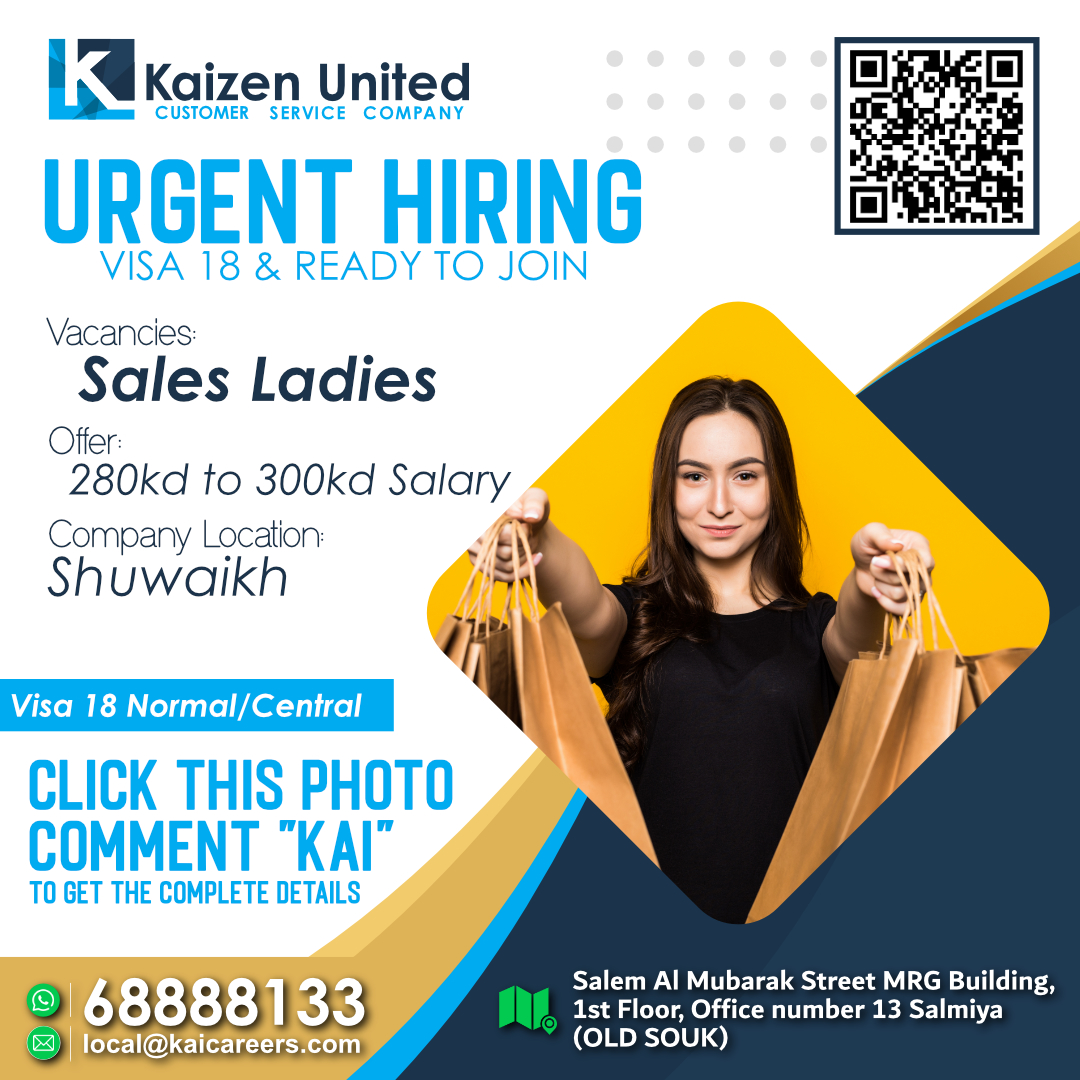 K Kaizen United
CUSTOMER SERVICE COMPANY
URGENT HIRING
VISA 18 & READY TO JOIN
Vacancies:
Sales Ladies
Offer:
280kd to 300kd Salary
Company Location:
Shuwaikh
Visa 18 Normal/Central
CLICK THIS PHOTO
COMMENT "KAI"
TO GET THE COMPLETE DETAILS
68888133
local@kaicareers.com
Salem Al Mubarak Street MRG Building,
1st Floor, Office number 13 Salmiya
(OLD SOUK)